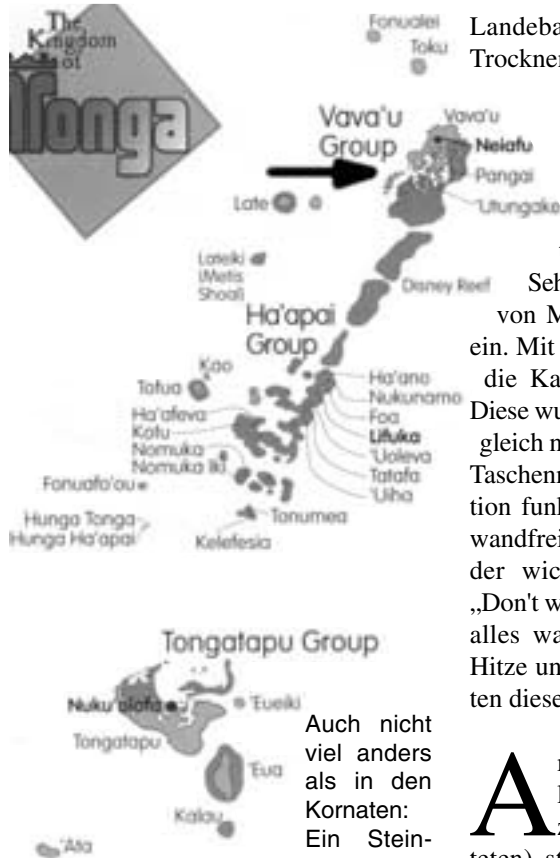 The
Kingdom
of
Tonga
Fonualei
Toku
Vava'u
Group
Vava'u
Neiafu
Pangai
'Utungake
Late
Lateiki
(Metis
Shoal)
Disney Reef
Ha'apai
Group
Kao
Tofua
Ha'afeva
Kotu
Nomuka
Nomuka Iki
Fonuafo'ou
Hunga Tonga
Hunga Ha'apai
Ha'ano
Nukunamo
Foa
Lifuka
'Uoleva
Tatafa
'Uiha
Tonumea
Kelefesia
Tongatapu Group
Nuku'alofa
Tongatapu
'Eueiki
'Eua
Kalau
'Ata
Auch nicht
viel anders
als in den
Kornaten:
Ein Stein-
Landeba
Trockner
Seh
von M
ein. Mit
die Ka
Diese wu
gleich n
Taschenr
tion funk
wandfrei
der wic
„Don't w
alles wa
Hitze un
ten diese
A
teten) st